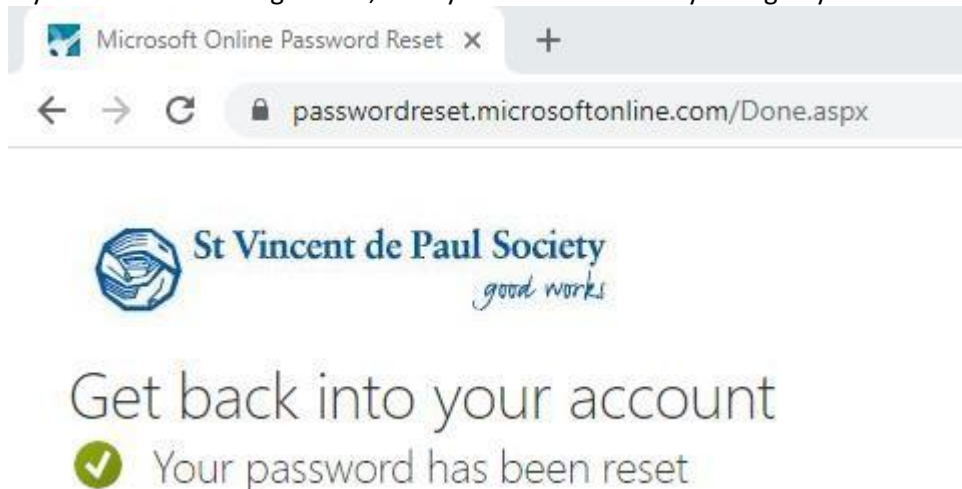 Microsoft Online Password Reset
passwordreset.microsoftonline.com/Done.aspx
St Vincent de Paul Society
good works
Get back into your account
Your password has been reset